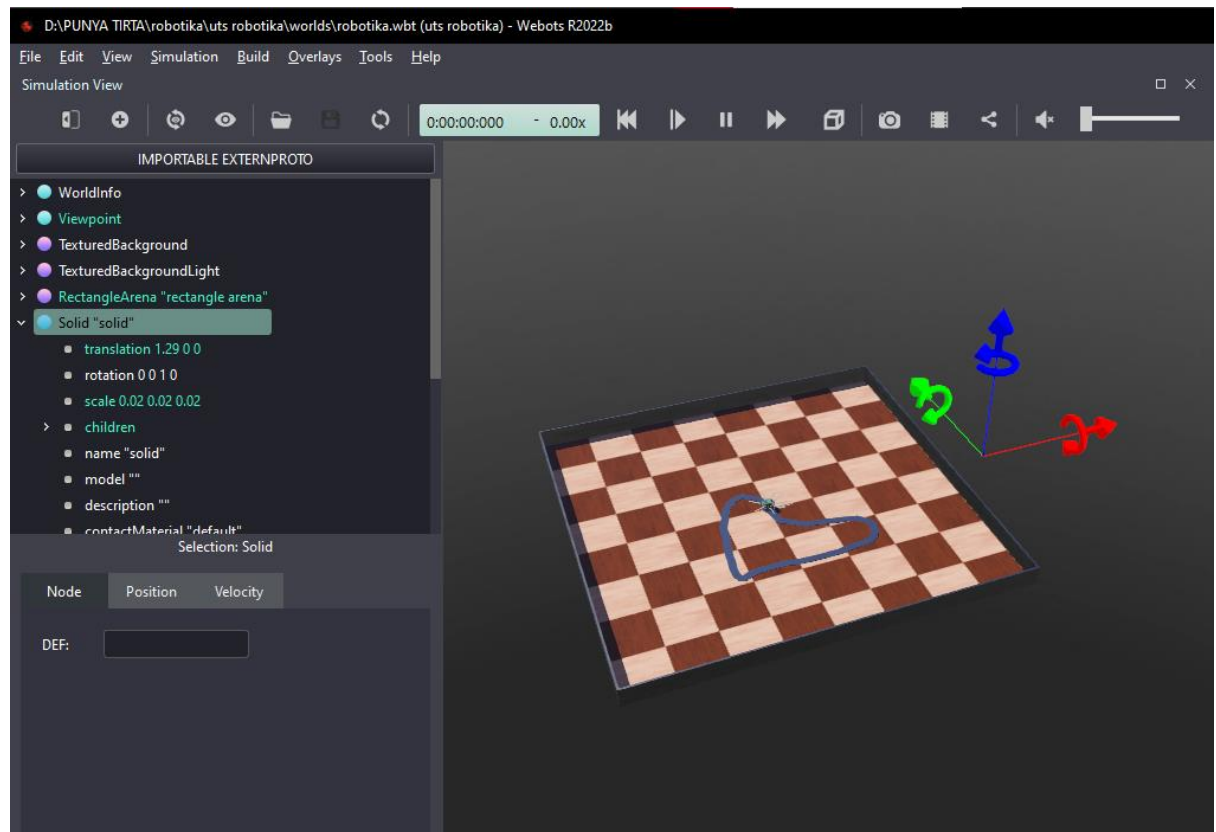 D:\PUNYA TIRTA\robotika\uts robotika\worlds\robotika.wbt (uts robotika) - Webots R2022b
File Edit View Simulation Build Overlays Tools Help
Simulation View
0:00:00:000 - 0.00x
IMPORTABLE EXTERNPROTO
WorldInfo
Viewpoint
TexturedBackground
TexturedBackgroundLight
RectangleArena "rectangle arena"
Solid "solid"
translation 1.29 0 0
rotation 0 0 1 0
scale 0.02 0.02 0.02
children
name "solid"
model ""
description ""
contactMaterial "default"
Selection: Solid
Node Position Velocity
DEF: